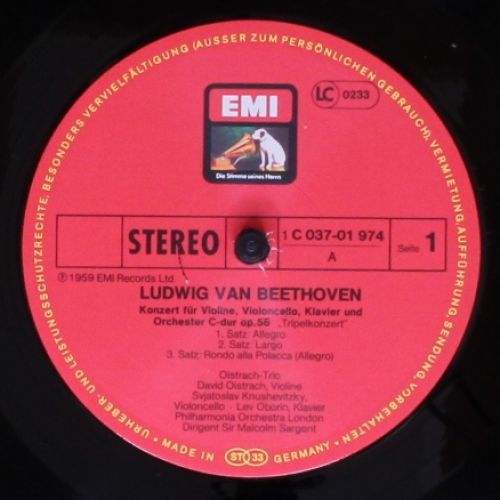 URHEBER- UND LEISTUNGSSCHUTZRECHTE, BESONDERS VERVIELFÄLTIGUNG (AUSSER ZUM PERSÖNLICHEN GEBRAUCH), VERMIETUNG, AUFFÜHRUNG, SENDUNG, VORBEHALTEN
EMI
Die Stimme seines Herrn
LC 0233
STEREO
1 C 037-01 974
A
Seite 1
℗ 1959 EMI Records Ltd.
LUDWIG VAN BEETHOVEN
Konzert für Violine, Violoncello, Klavier und
Orchester C-dur op.56 „Tripelkonzert"
1. Satz: Allegro
2. Satz: Largo
3. Satz: Rondo alla Polacca (Allegro)
Oistrach-Trio
David Oistrach, Violine
Svjatoslav Knushevitzky,
Violoncello - Lev Oborin, Klavier
Philharmonia Orchestra London
Dirigent Sir Malcolm Sargent
• MADE IN ST 33 GERMANY •